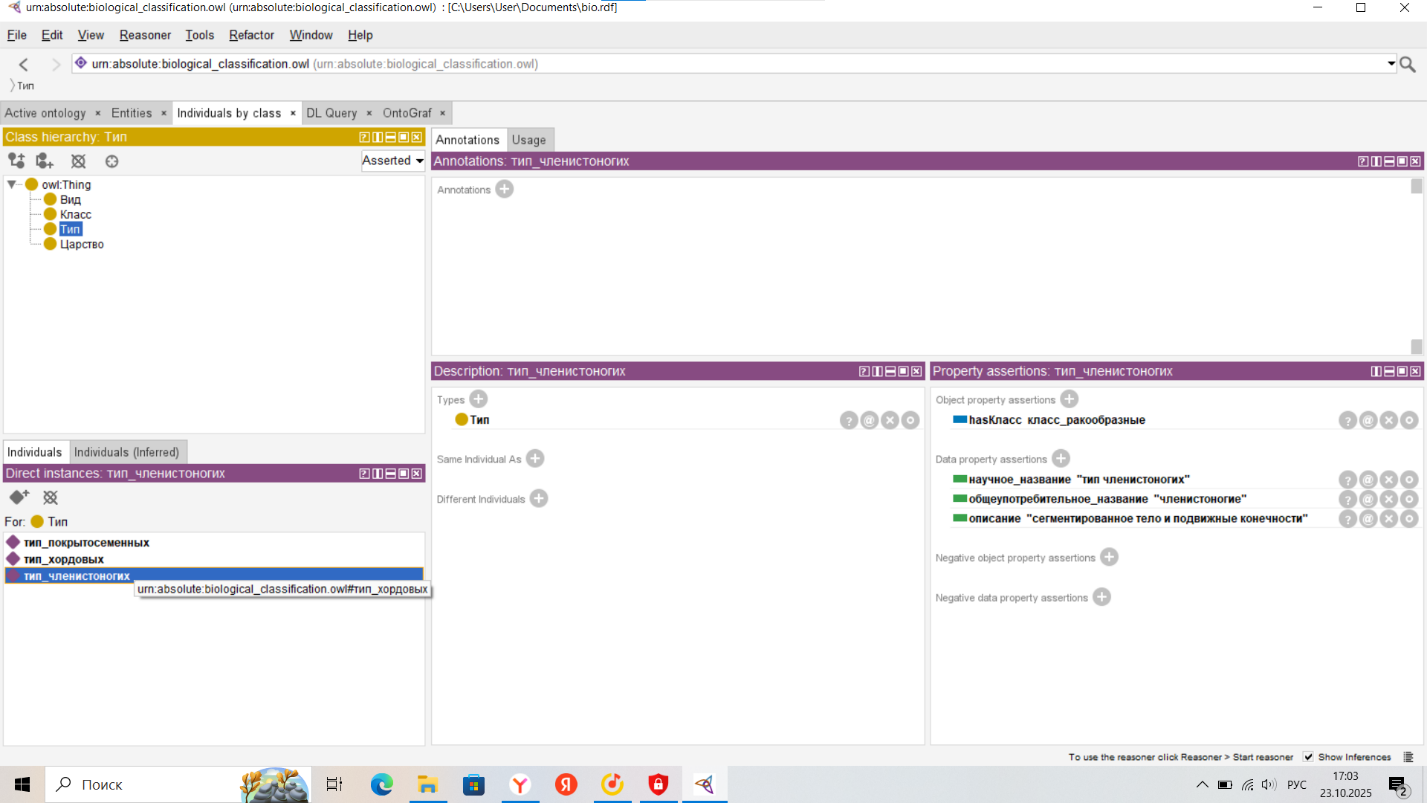 urn:absolute:biological_classification.owl (urn:absolute:biological_classification.owl) : [C:\Users\User\Documents\bio.rdf]
File Edit View Reasoner Tools Refactor Window Help
urn:absolute:biological_classification.owl (urn:absolute:biological_classification.owl)
Тип
Active ontology × Entities × Individuals by class × DL Query × OntoGraf ×
Class hierarchy: Тип
Asserted
owl:Thing
Вид
Класс
Тип
Царство
Annotations Usage
Annotations: тип_членистоногих
Annotations
Individuals Individuals (Inferred)
Direct instances: тип_членистоногих
For: Тип
тип_покрытосеменных
тип_хордовых
тип_членистоногих
urn:absolute:biological_classification.owl#тип_хордовых
Description: тип_членистоногих
Types
Тип
Same Individual As
Different Individuals
Property assertions: тип_членистоногих
Object property assertions
hasКласс класс_ракообразные
Data property assertions
научное_название "тип членистоногих"
общеупотребительное_название "членистоногие"
описание "сегментированное тело и подвижные конечности"
Negative object property assertions
Negative data property assertions
To use the reasoner click Reasoner > Start reasoner Show Inferences
Поиск
РУС
17:03
23.10.2025
2